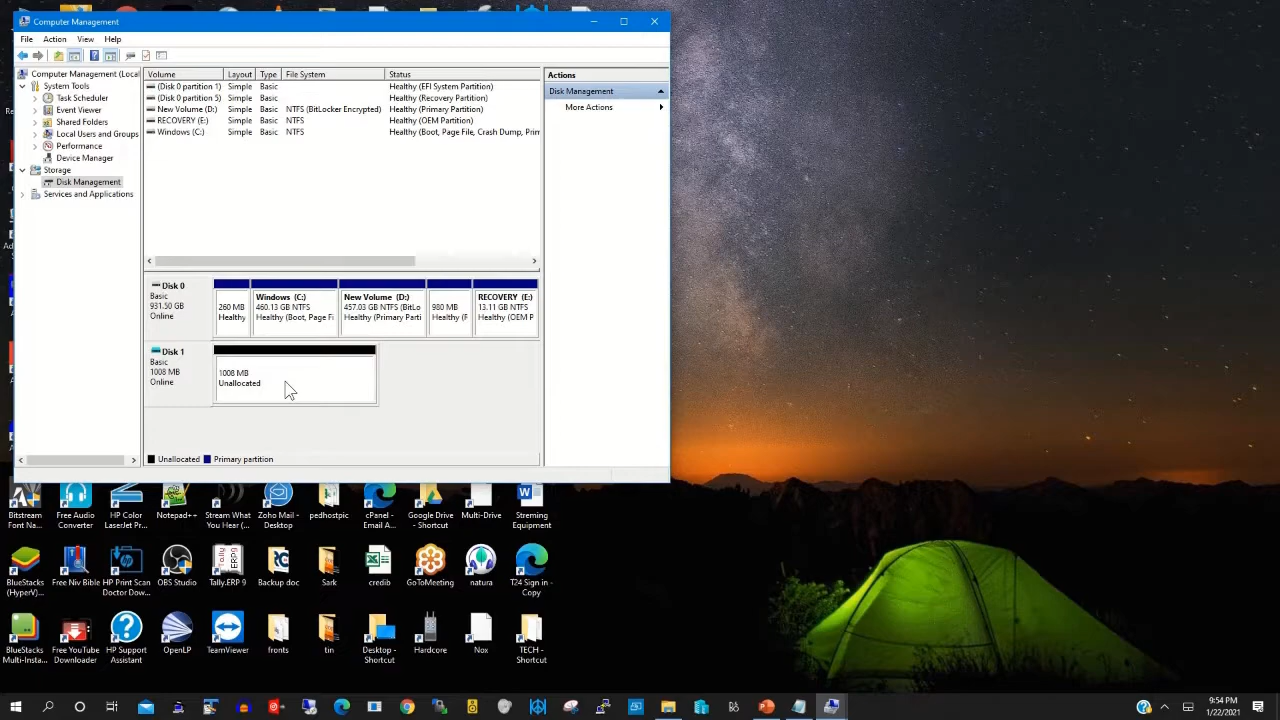 Computer Management
File Action View Help
Computer Management (Local
System Tools
Task Scheduler
Event Viewer
Shared Folders
Local Users and Groups
Performance
Device Manager
Storage
Disk Management
Services and Applications
Volume Layout Type File System Status
(Disk 0 partition 1) Simple Basic Healthy (EFI System Partition)
(Disk 0 partition 5) Simple Basic Healthy (Recovery Partition)
New Volume (D:) Simple Basic NTFS (BitLocker Encrypted) Healthy (Primary Partition)
RECOVERY (E:) Simple Basic NTFS Healthy (OEM Partition)
Windows (C:) Simple Basic NTFS Healthy (Boot, Page File, Crash Dump, Prim
Actions
Disk Management
More Actions
Disk 0
Basic
931.50 GB
Online
260 MB
Healthy
Windows (C:)
460.13 GB NTFS
Healthy (Boot, Page Fi
New Volume (D:)
457.03 GB NTFS (BitLo
Healthy (Primary Parti
980 MB
Healthy (F
RECOVERY (E:)
13.11 GB NTFS
Healthy (OEM P
Disk 1
Basic
1008 MB
Online
1008 MB
Unallocated
Unallocated Primary partition
Bitstream
Font Na...
Free Audio
Converter
HP Color
LaserJet Pr...
Notepad++
Stream What
You Hear (...
Zoho Mail -
Desktop
pedhostpic
cPanel -
Email A...
Google Drive
- Shortcut
Multi-Drive
Streming
Equipment
BlueStacks
(HyperV)...
Free Niv Bible
HP Print Scan
Doctor Dow...
OBS Studio
Tally.ERP 9
Backup doc
Sark
credib
GoToMeeting
natura
T24 Sign in -
Copy
BlueStacks
Multi-Insta...
Free YouTube
Downloader
HP Support
Assistant
OpenLP
TeamViewer
fronts
tin
Desktop -
Shortcut
Hardcore
Nox
TECH -
Shortcut
9:54 PM
1/22/2021